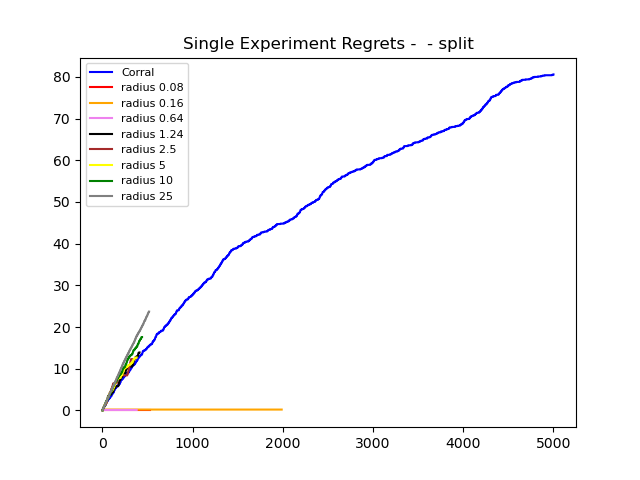 Single Experiment Regrets -  - split
Corral
radius 0.08
radius 0.16
radius 0.64
radius 1.24
radius 2.5
radius 5
radius 10
radius 25
80
70
60
50
40
30
20
10
0
0 1000 2000 3000 4000 5000